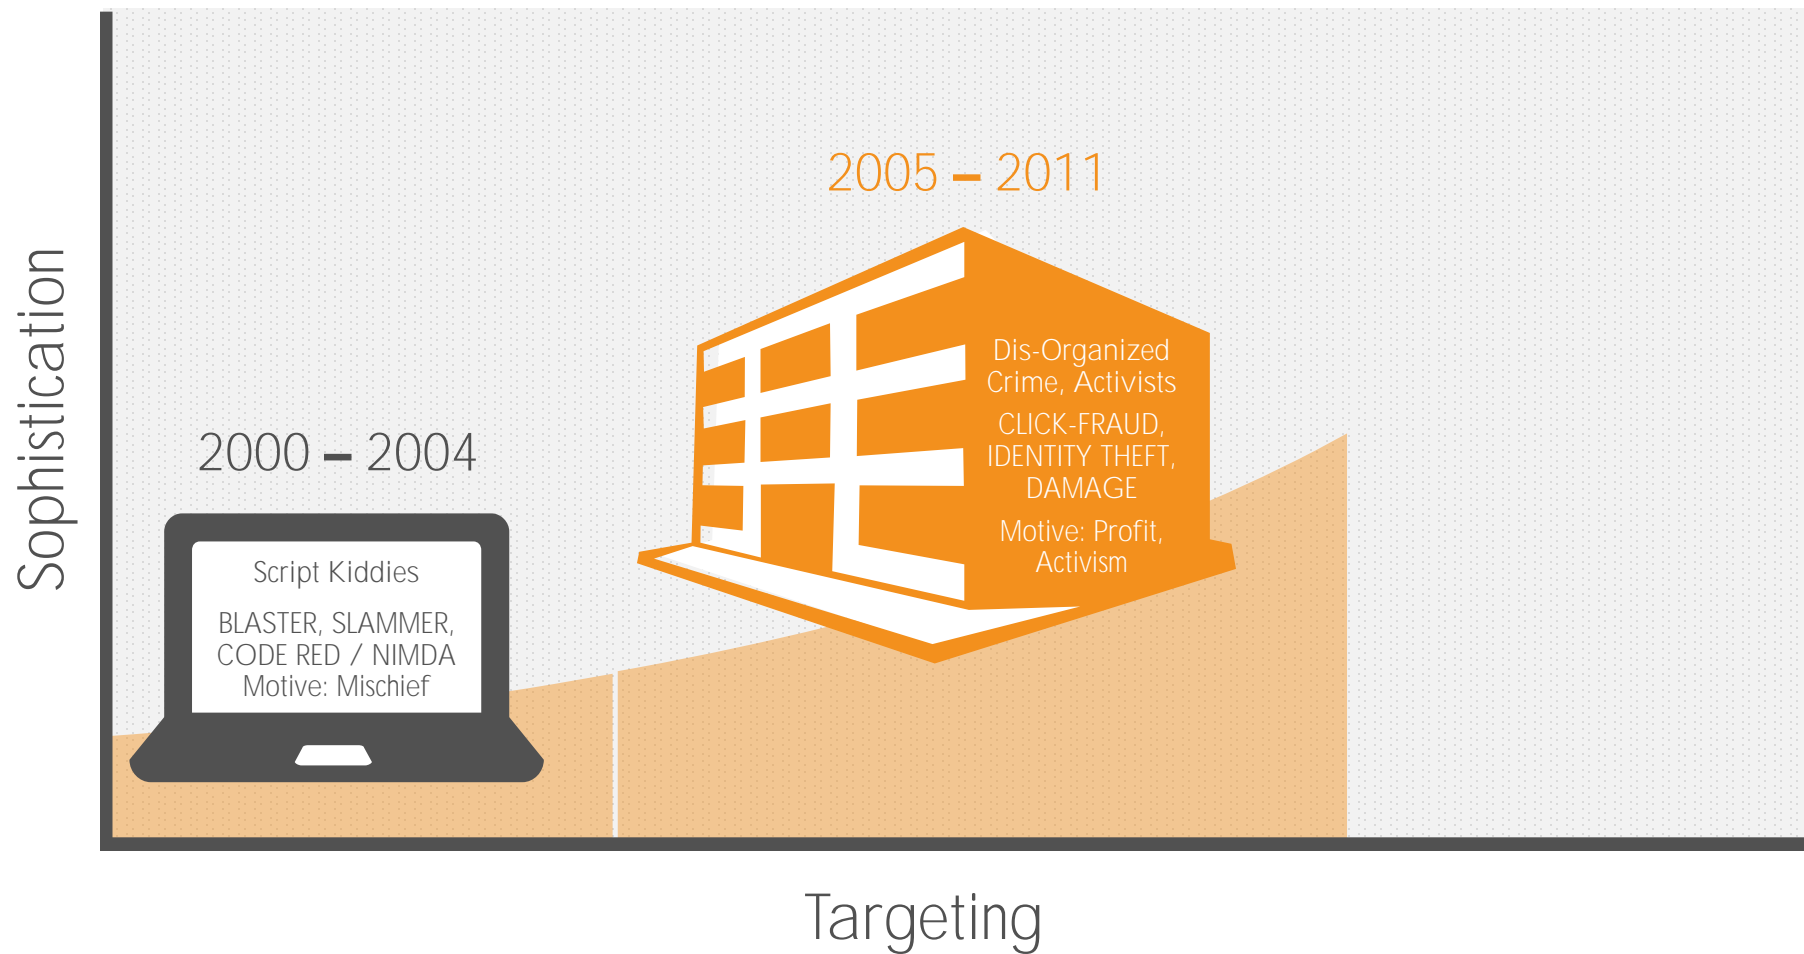 Sophistication
2000 – 2004
Script Kiddies
BLASTER, SLAMMER,
CODE RED / NIMDA
Motive: Mischief
2005 – 2011
Dis-Organized
Crime, Activists
CLICK-FRAUD,
IDENTITY THEFT,
DAMAGE
Motive: Profit,
Activism
Targeting